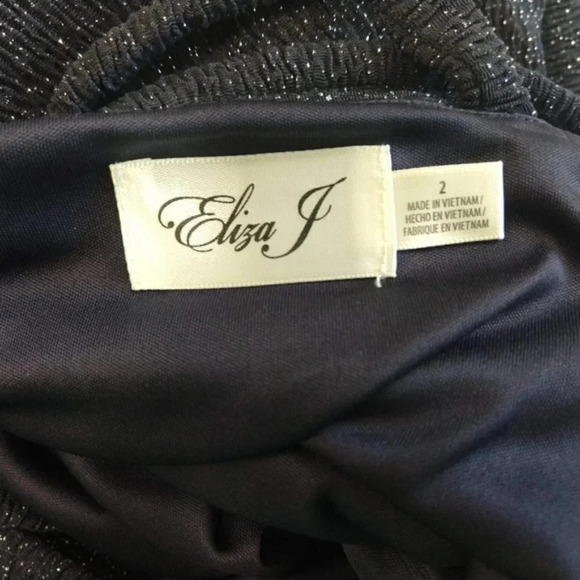 Eliza J
2
MADE IN VIETNAM/
HECHO EN VIETNAM/
FABRIQUE EN VIETNAM